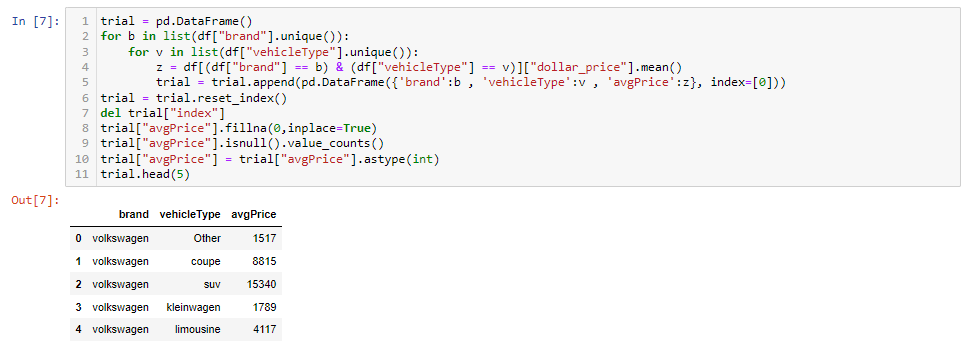 In [7]:
1 trial = pd.DataFrame()
2 for b in list(df["brand"].unique()):
3     for v in list(df["vehicleType"].unique()):
4         z = df[(df["brand"] == b) & (df["vehicleType"] == v)]["dollar_price"].mean()
5         trial = trial.append(pd.DataFrame({'brand':b , 'vehicleType':v , 'avgPrice':z}, index=[0]))
6 trial = trial.reset_index()
7 del trial["index"]
8 trial["avgPrice"].fillna(0,inplace=True)
9 trial["avgPrice"].isnull().value_counts()
10 trial["avgPrice"] = trial["avgPrice"].astype(int)
11 trial.head(5)
Out[7]:
brand vehicleType avgPrice
0 volkswagen Other 1517
1 volkswagen coupe 8815
2 volkswagen suv 15340
3 volkswagen kleinwagen 1789
4 volkswagen limousine 4117